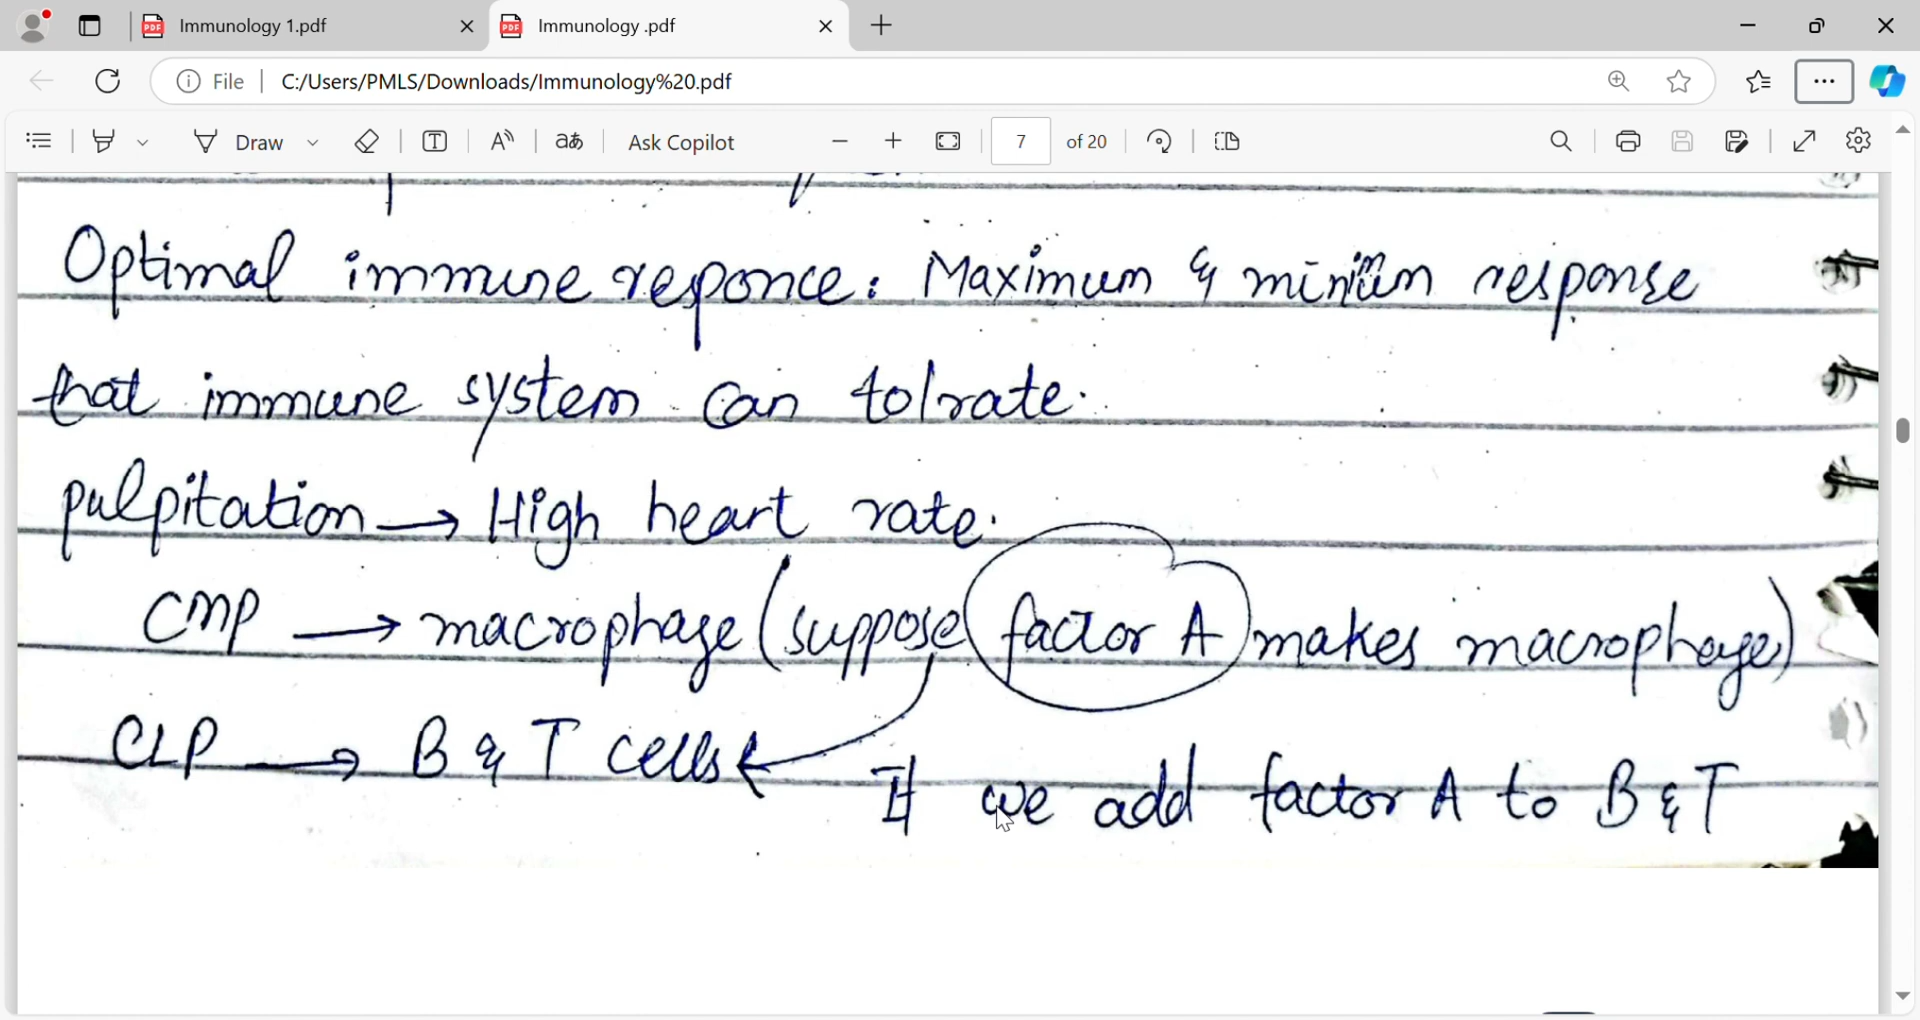 Immunology 1.pdf
Immunology .pdf
File C:/Users/PMLS/Downloads/Immunology%20.pdf
Draw Ask Copilot 7 of 20
Optimal immune reponce: Maximum & minimum response
that immune system can tolrate.
pulpitation → High heart rate.
CMP → macrophage (suppose factor A makes macrophage)
CLP → B & T cells
If we add factor A to B & T